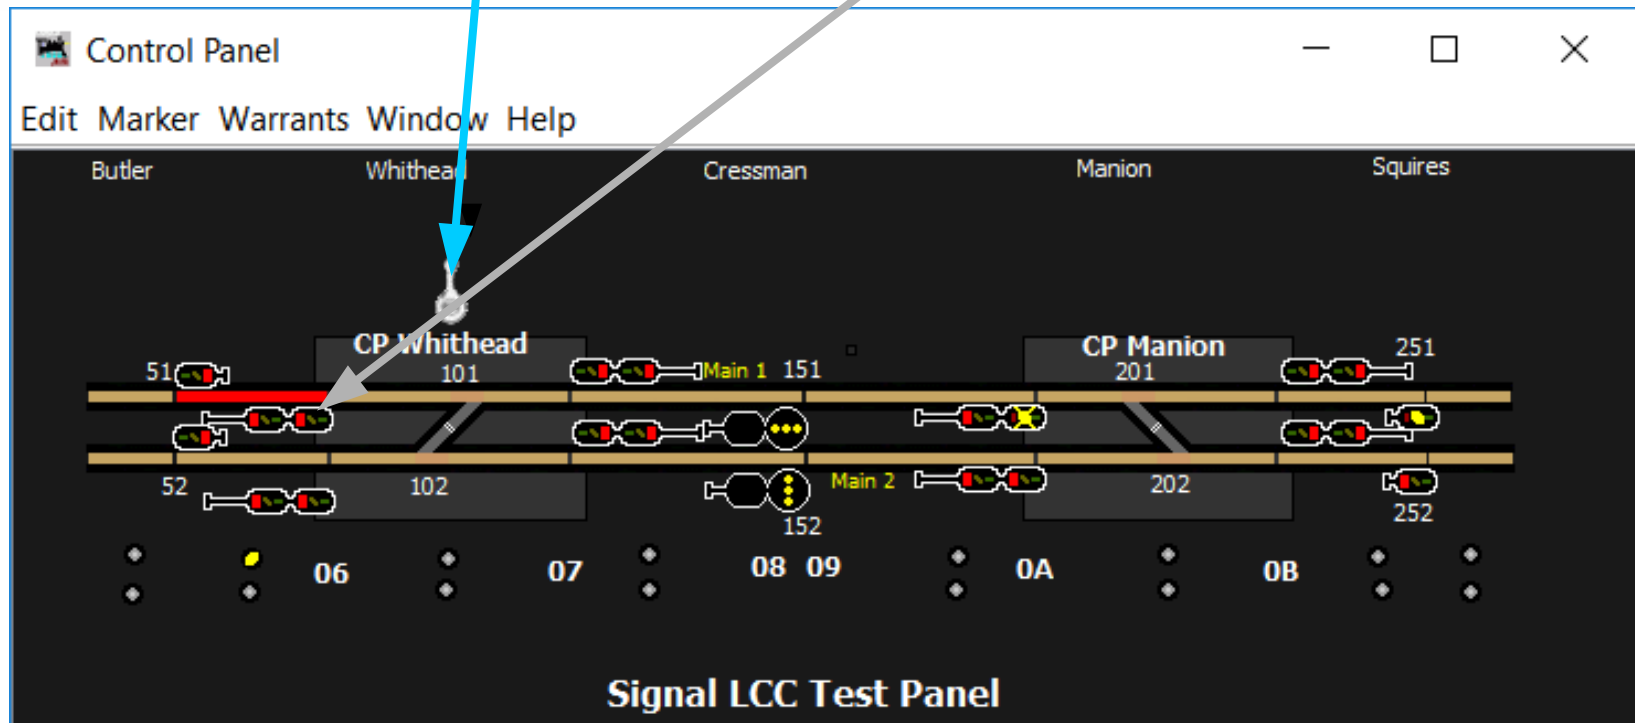 Control Panel
Edit Marker Warrants Window Help
Butler Whithead Cressman Manion Squires
CP Whithead CP Manion
51 101 Main 1 151 201 251
52 102 Main 2 152 202 252
06 07 08 09 0A 0B
Signal LCC Test Panel